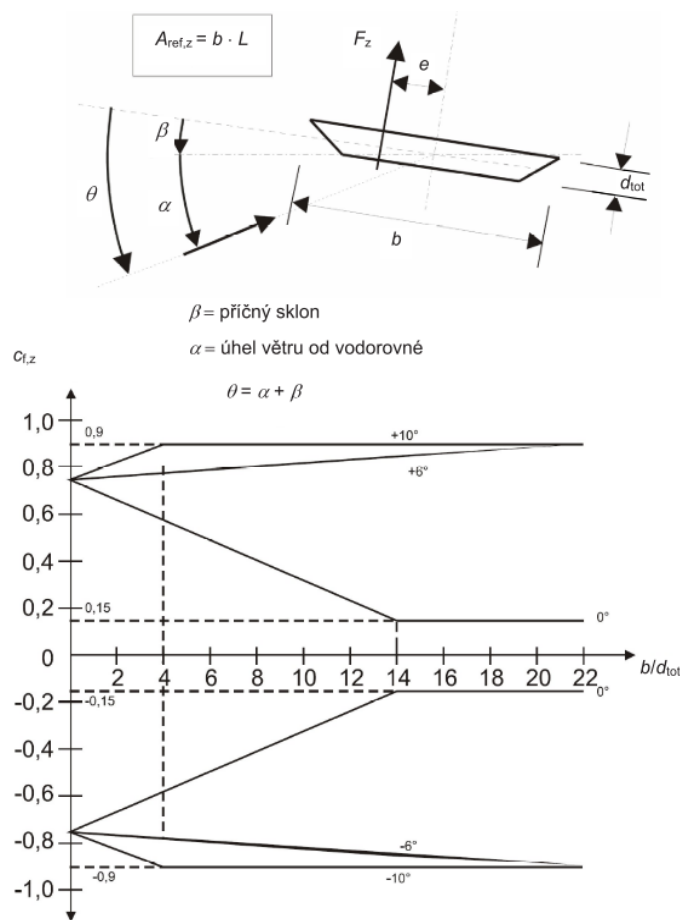 A_ref,z = b · L
F_z
e
β
θ
α
b
d_tot
β = příčný sklon
α = úhel větru od vodorovné
θ = α + β
c_f,z
1,0
0,9
+10°
0,8
+6°
0,6
0,4
0,2
0,15
0°
0
2 4 6 8 10 12 14 16 18 20 22
b/d_tot
-0,15
0°
-0,2
-0,4
-0,6
-0,8
-6°
-0,9
-10°
-1,0